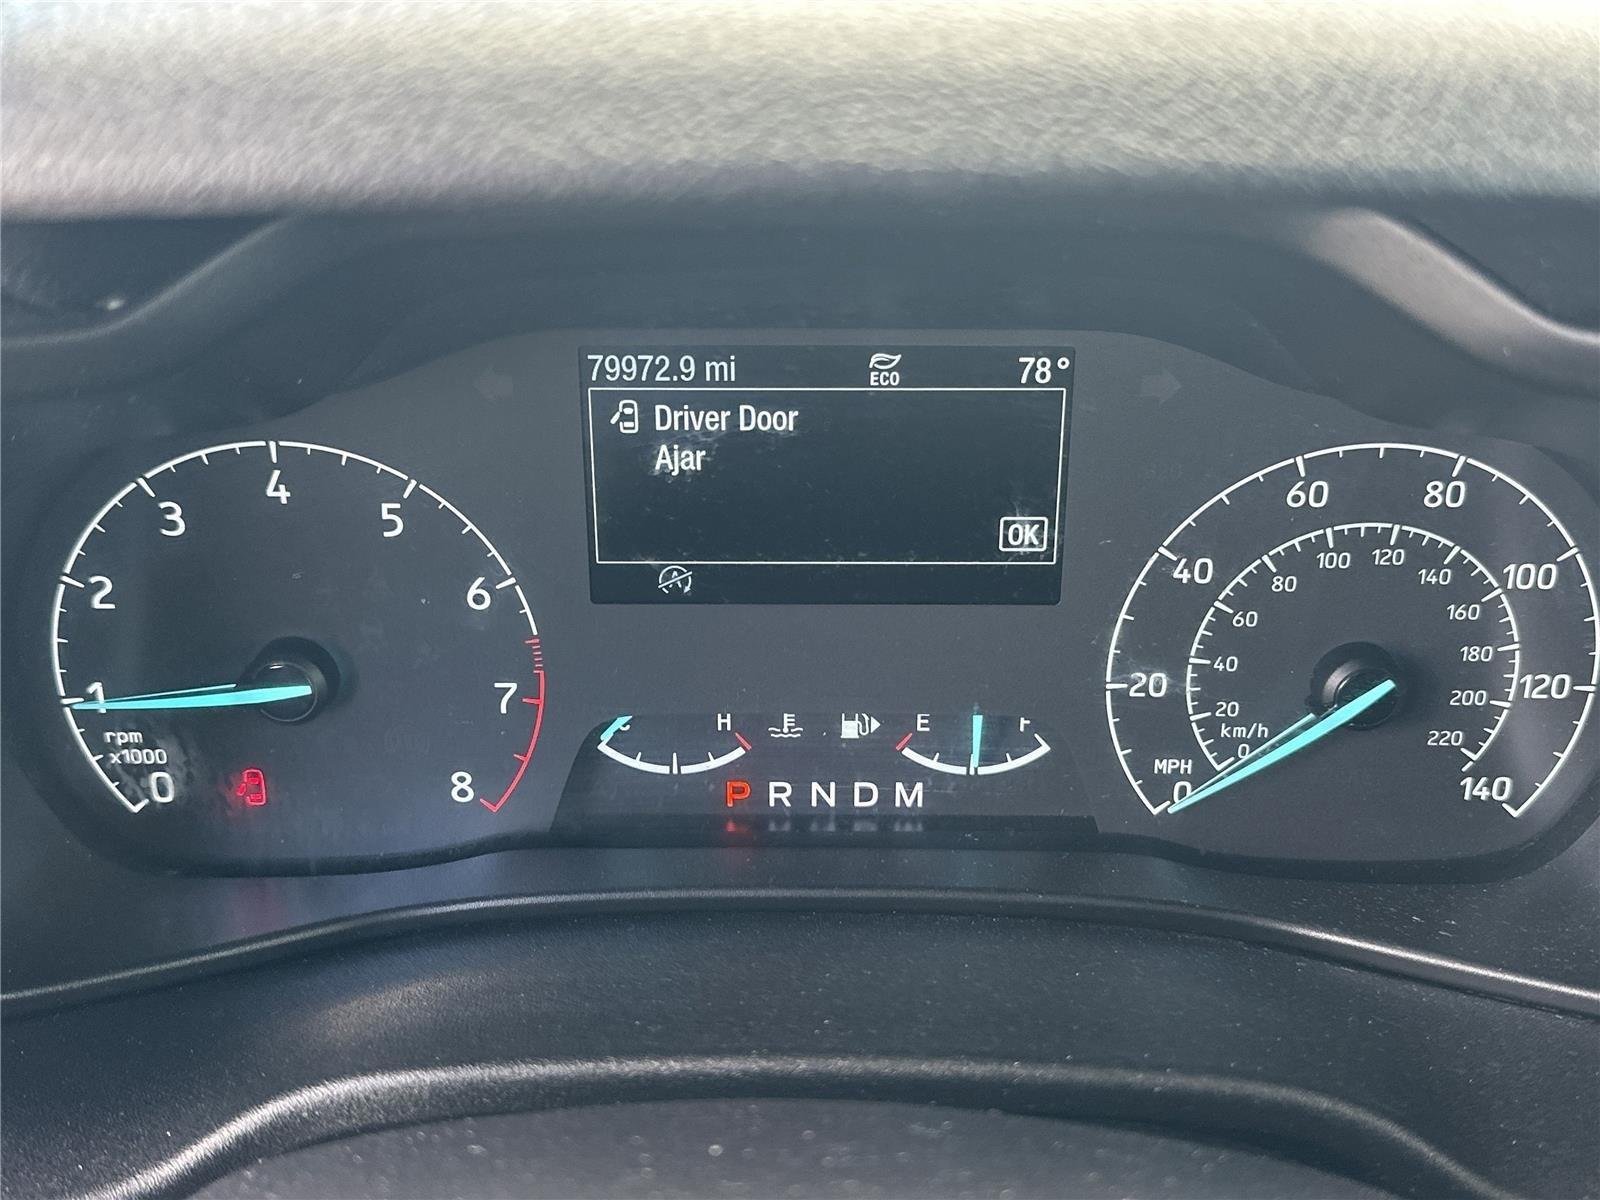 79972.9 mi ECO 78°
Driver Door
Ajar
OK
A
0 1 2 3 4 5 6 7 8
rpm
x1000
C H E F
P R N D M
0 20 40 60 80 100 120 140
MPH
0 20 40 60 80 100 120 140 160 180 200 220
km/h